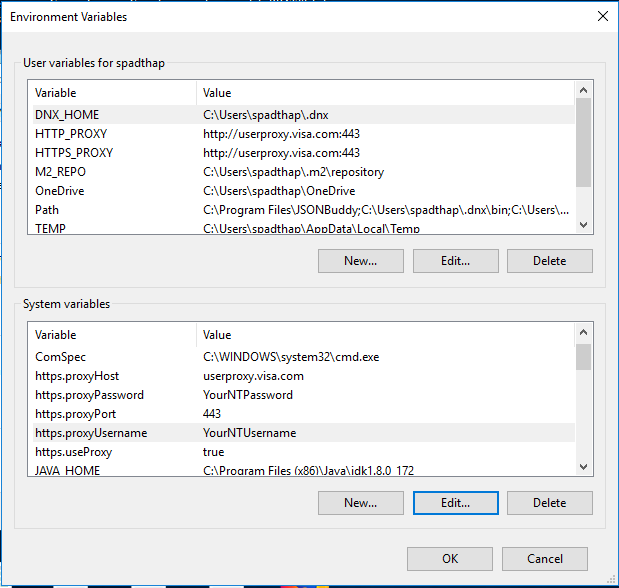 Environment Variables
User variables for spadthap
Variable Value
DNX_HOME C:\Users\spadthap\.dnx
HTTP_PROXY http://userproxy.visa.com:443
HTTPS_PROXY http://userproxy.visa.com:443
M2_REPO C:\Users\spadthap\.m2\repository
OneDrive C:\Users\spadthap\OneDrive
Path C:\Program Files\JSONBuddy;C:\Users\spadthap\.dnx\bin;C:\Users\...
TEMP C:\Users\spadthap\AppData\Local\Temp
New... Edit... Delete
System variables
Variable Value
ComSpec C:\WINDOWS\system32\cmd.exe
https.proxyHost userproxy.visa.com
https.proxyPassword YourNTPassword
https.proxyPort 443
https.proxyUsername YourNTUsername
https.useProxy true
JAVA_HOME C:\Program Files (x86)\Java\jdk1.8.0_172
New... Edit... Delete
OK Cancel